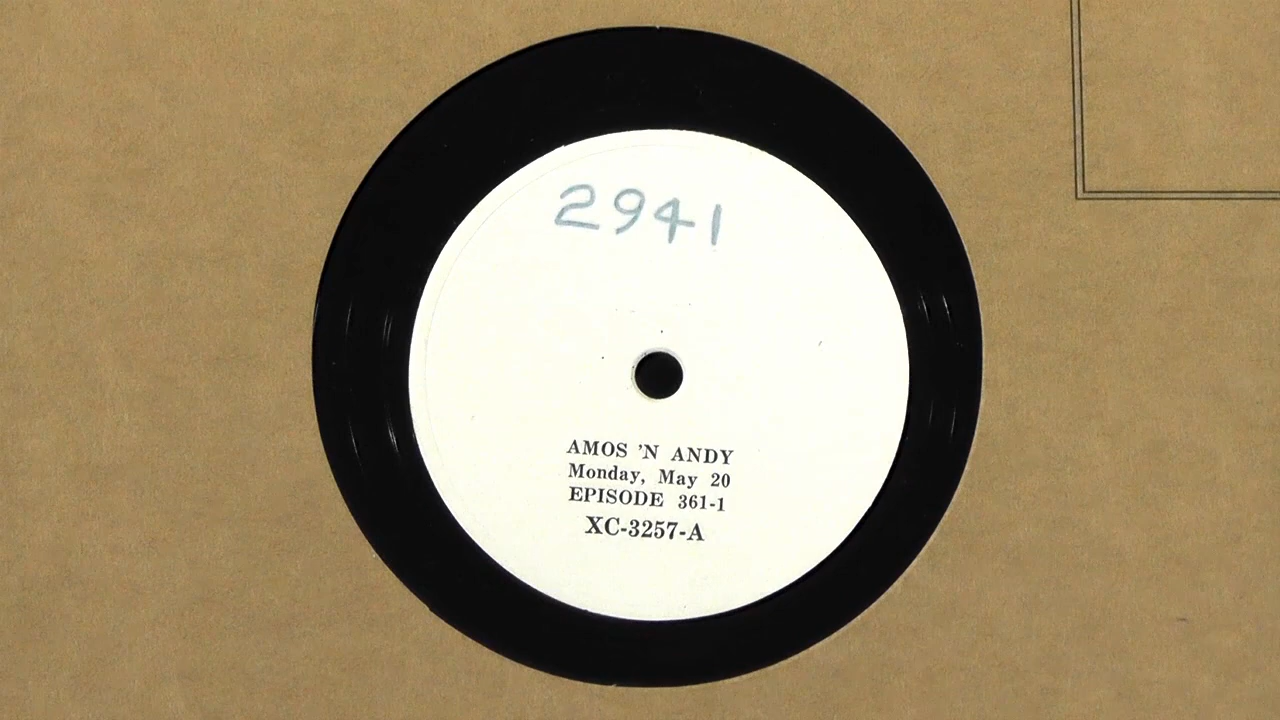 2941
AMOS 'N ANDY
Monday, May 20
EPISODE 361-1
XC-3257-A